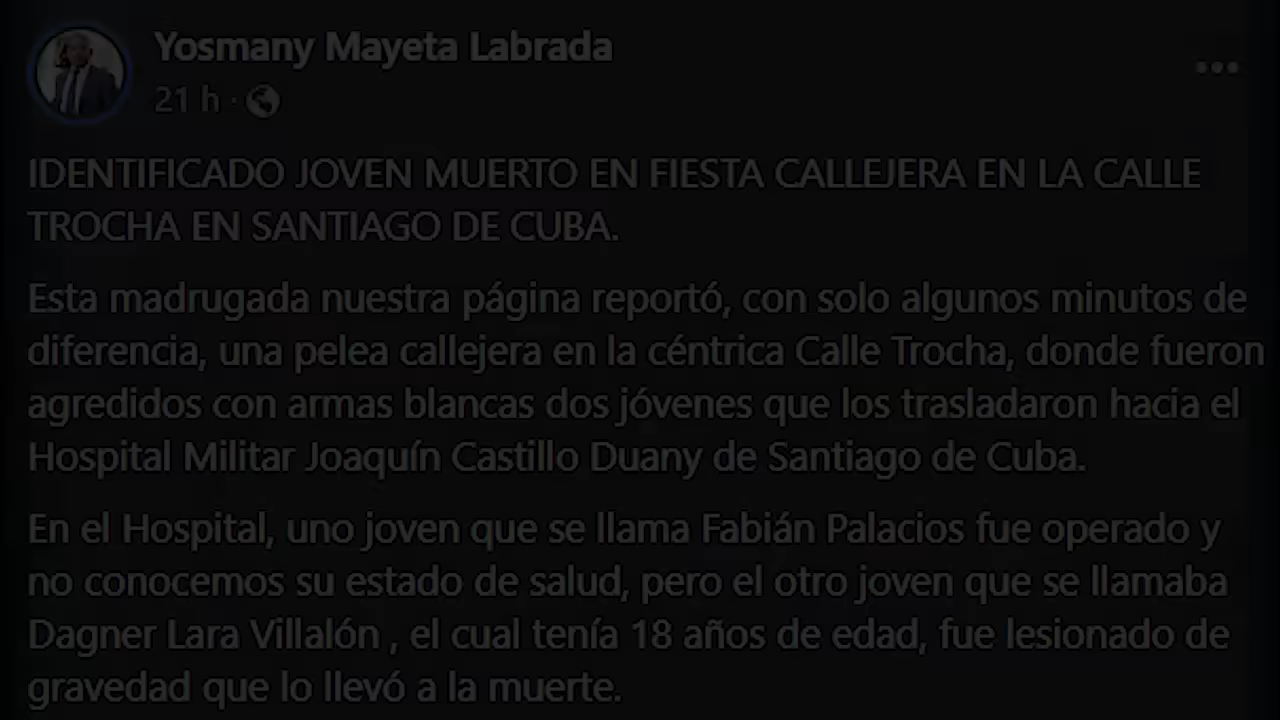 Yosmany Mayeta Labrada
21 h ·
IDENTIFICADO JOVEN MUERTO EN FIESTA CALLEJERA EN LA CALLE
TROCHA EN SANTIAGO DE CUBA.
Esta madrugada nuestra página reportó, con solo algunos minutos de
diferencia, una pelea callejera en la céntrica Calle Trocha, donde fueron
agredidos con armas blancas dos jóvenes que los trasladaron hacia el
Hospital Militar Joaquín Castillo Duany de Santiago de Cuba.
En el Hospital, uno joven que se llama Fabián Palacios fue operado y
no conocemos su estado de salud, pero el otro joven que se llamaba
Dagner Lara Villalón , el cual tenía 18 años de edad, fue lesionado de
gravedad que lo llevó a la muerte.